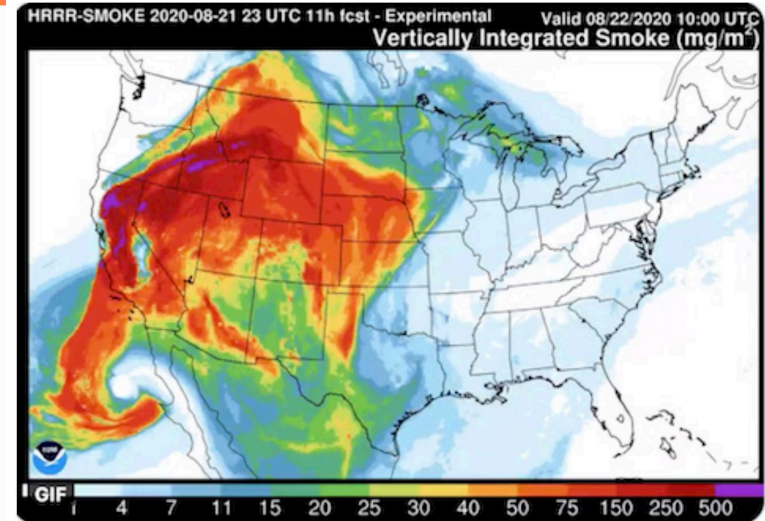 HRRR-SMOKE 2020-08-21 23 UTC 11h fcst - Experimental
Valid 08/22/2020 10:00 UTC
Vertically Integrated Smoke (mg/m²)
GIF
1 4 7 11 15 20 25 30 40 50 75 150 250 500